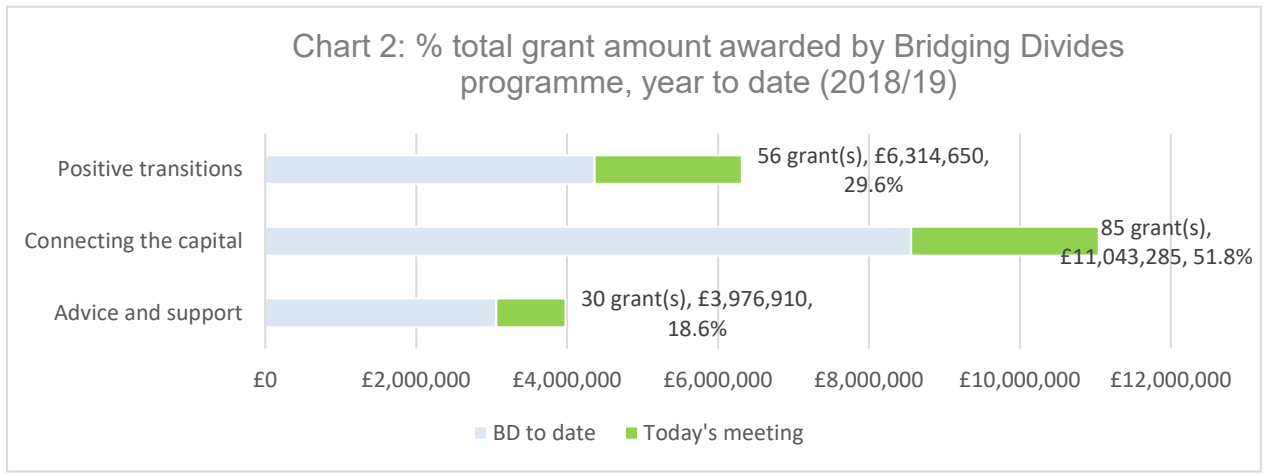 Chart 2: % total grant amount awarded by Bridging Divides
programme, year to date (2018/19)
Positive transitions
56 grant(s), £6,314,650,
29.6%
Connecting the capital
85 grant(s),
£11,043,285, 51.8%
Advice and support
30 grant(s), £3,976,910,
18.6%
£0 £2,000,000 £4,000,000 £6,000,000 £8,000,000 £10,000,000 £12,000,000
BD to date Today's meeting